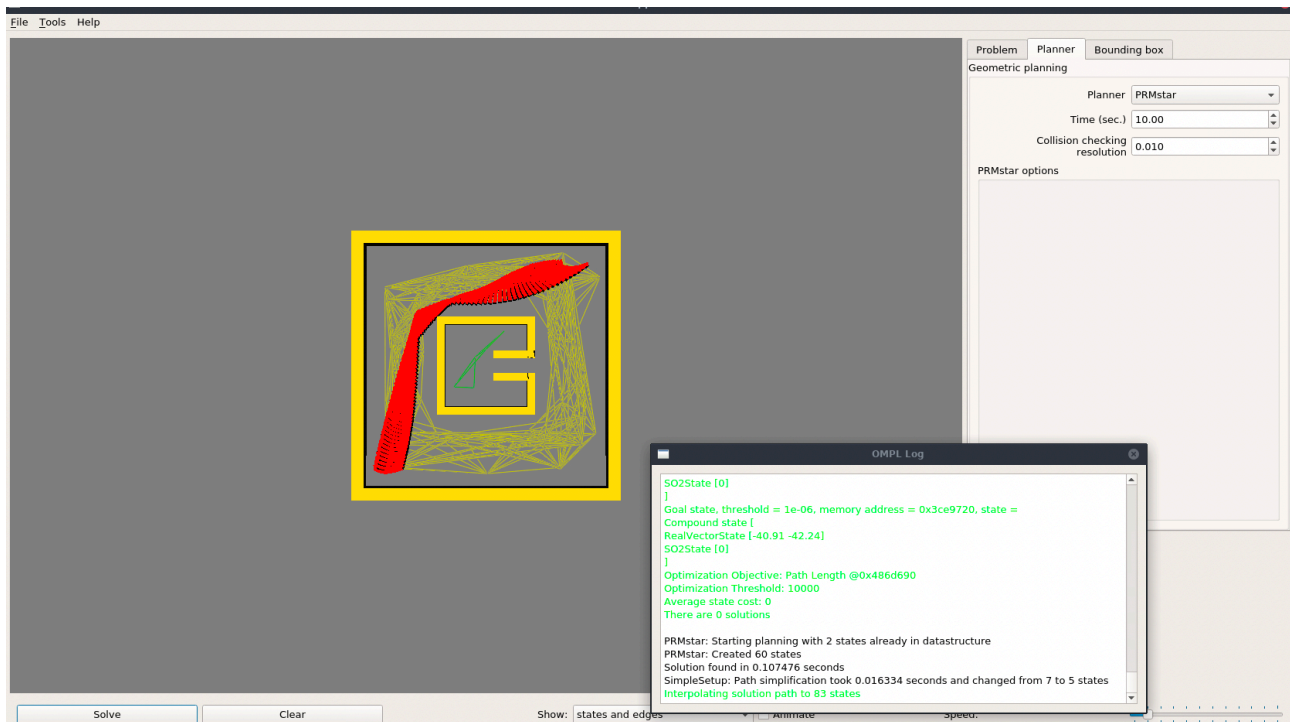 File Tools Help
Problem Planner Bounding box
Geometric planning
Planner PRMstar
Time (sec.) 10.00
Collision checking
resolution 0.010
PRMstar options
OMPL Log
SO2State [0]
]
Goal state, threshold = 1e-06, memory address = 0x3ce9720, state =
Compound state [
RealVectorState [-40.91 -42.24]
SO2State [0]
]
Optimization Objective: Path Length @0x486d690
Optimization Threshold: 10000
Average state cost: 0
There are 0 solutions
PRMstar: Starting planning with 2 states already in datastructure
PRMstar: Created 60 states
Solution found in 0.107476 seconds
SimpleSetup: Path simplification took 0.016334 seconds and changed from 7 to 5 states
Interpolating solution path to 83 states
Solve Clear Show: states and edges Animate Speed: